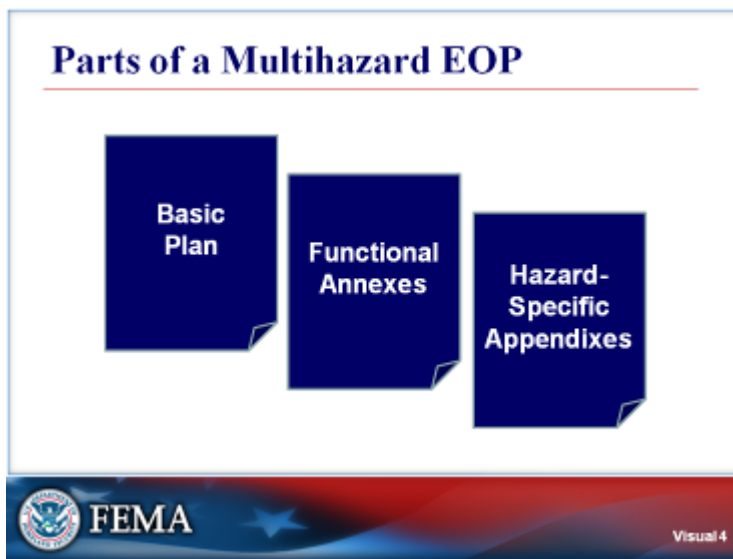 Parts of a Multihazard EOP
Basic
Plan
Functional
Annexes
Hazard-
Specific
Appendixes
FEMA
Visual 4